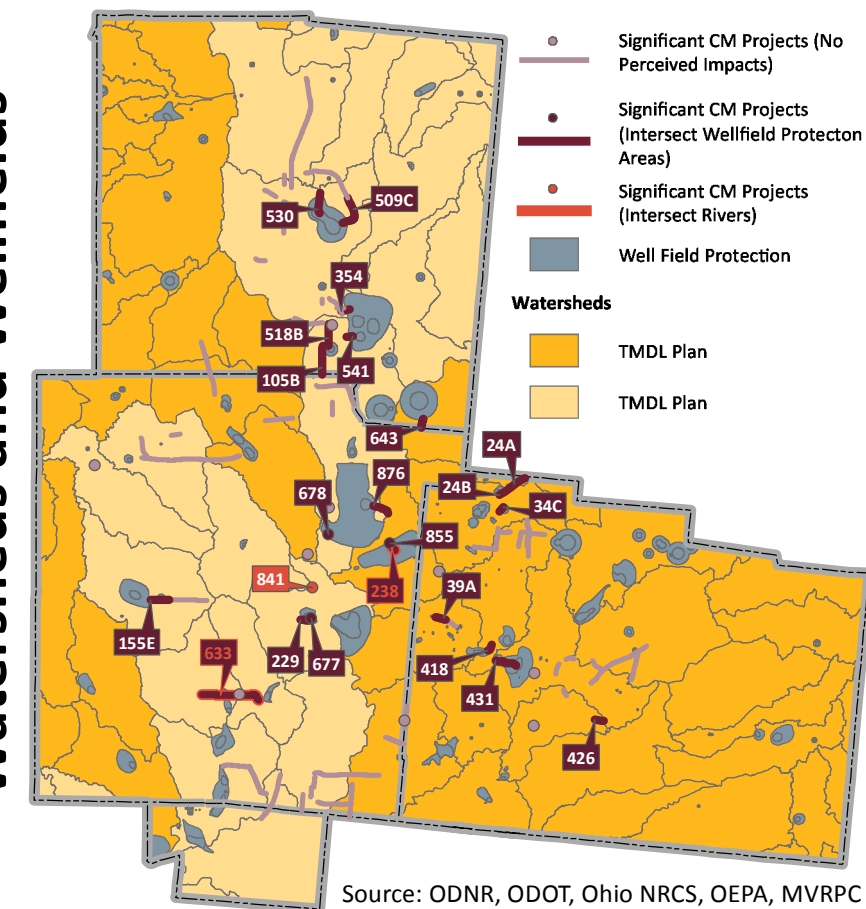 Significant CM Projects (No
Perceived Impacts)
Significant CM Projects
(Intersect Wellfield Protecton
Areas)
Significant CM Projects
(Intersect Rivers)
Well Field Protection
Watersheds
TMDL Plan
TMDL Plan
530
509C
354
518B
541
105B
643
24A
876
24B
678
34C
855
841
238
39A
155E
633
229
677
418
431
426
Source: ODNR, ODOT, Ohio NRCS, OEPA, MVRPC